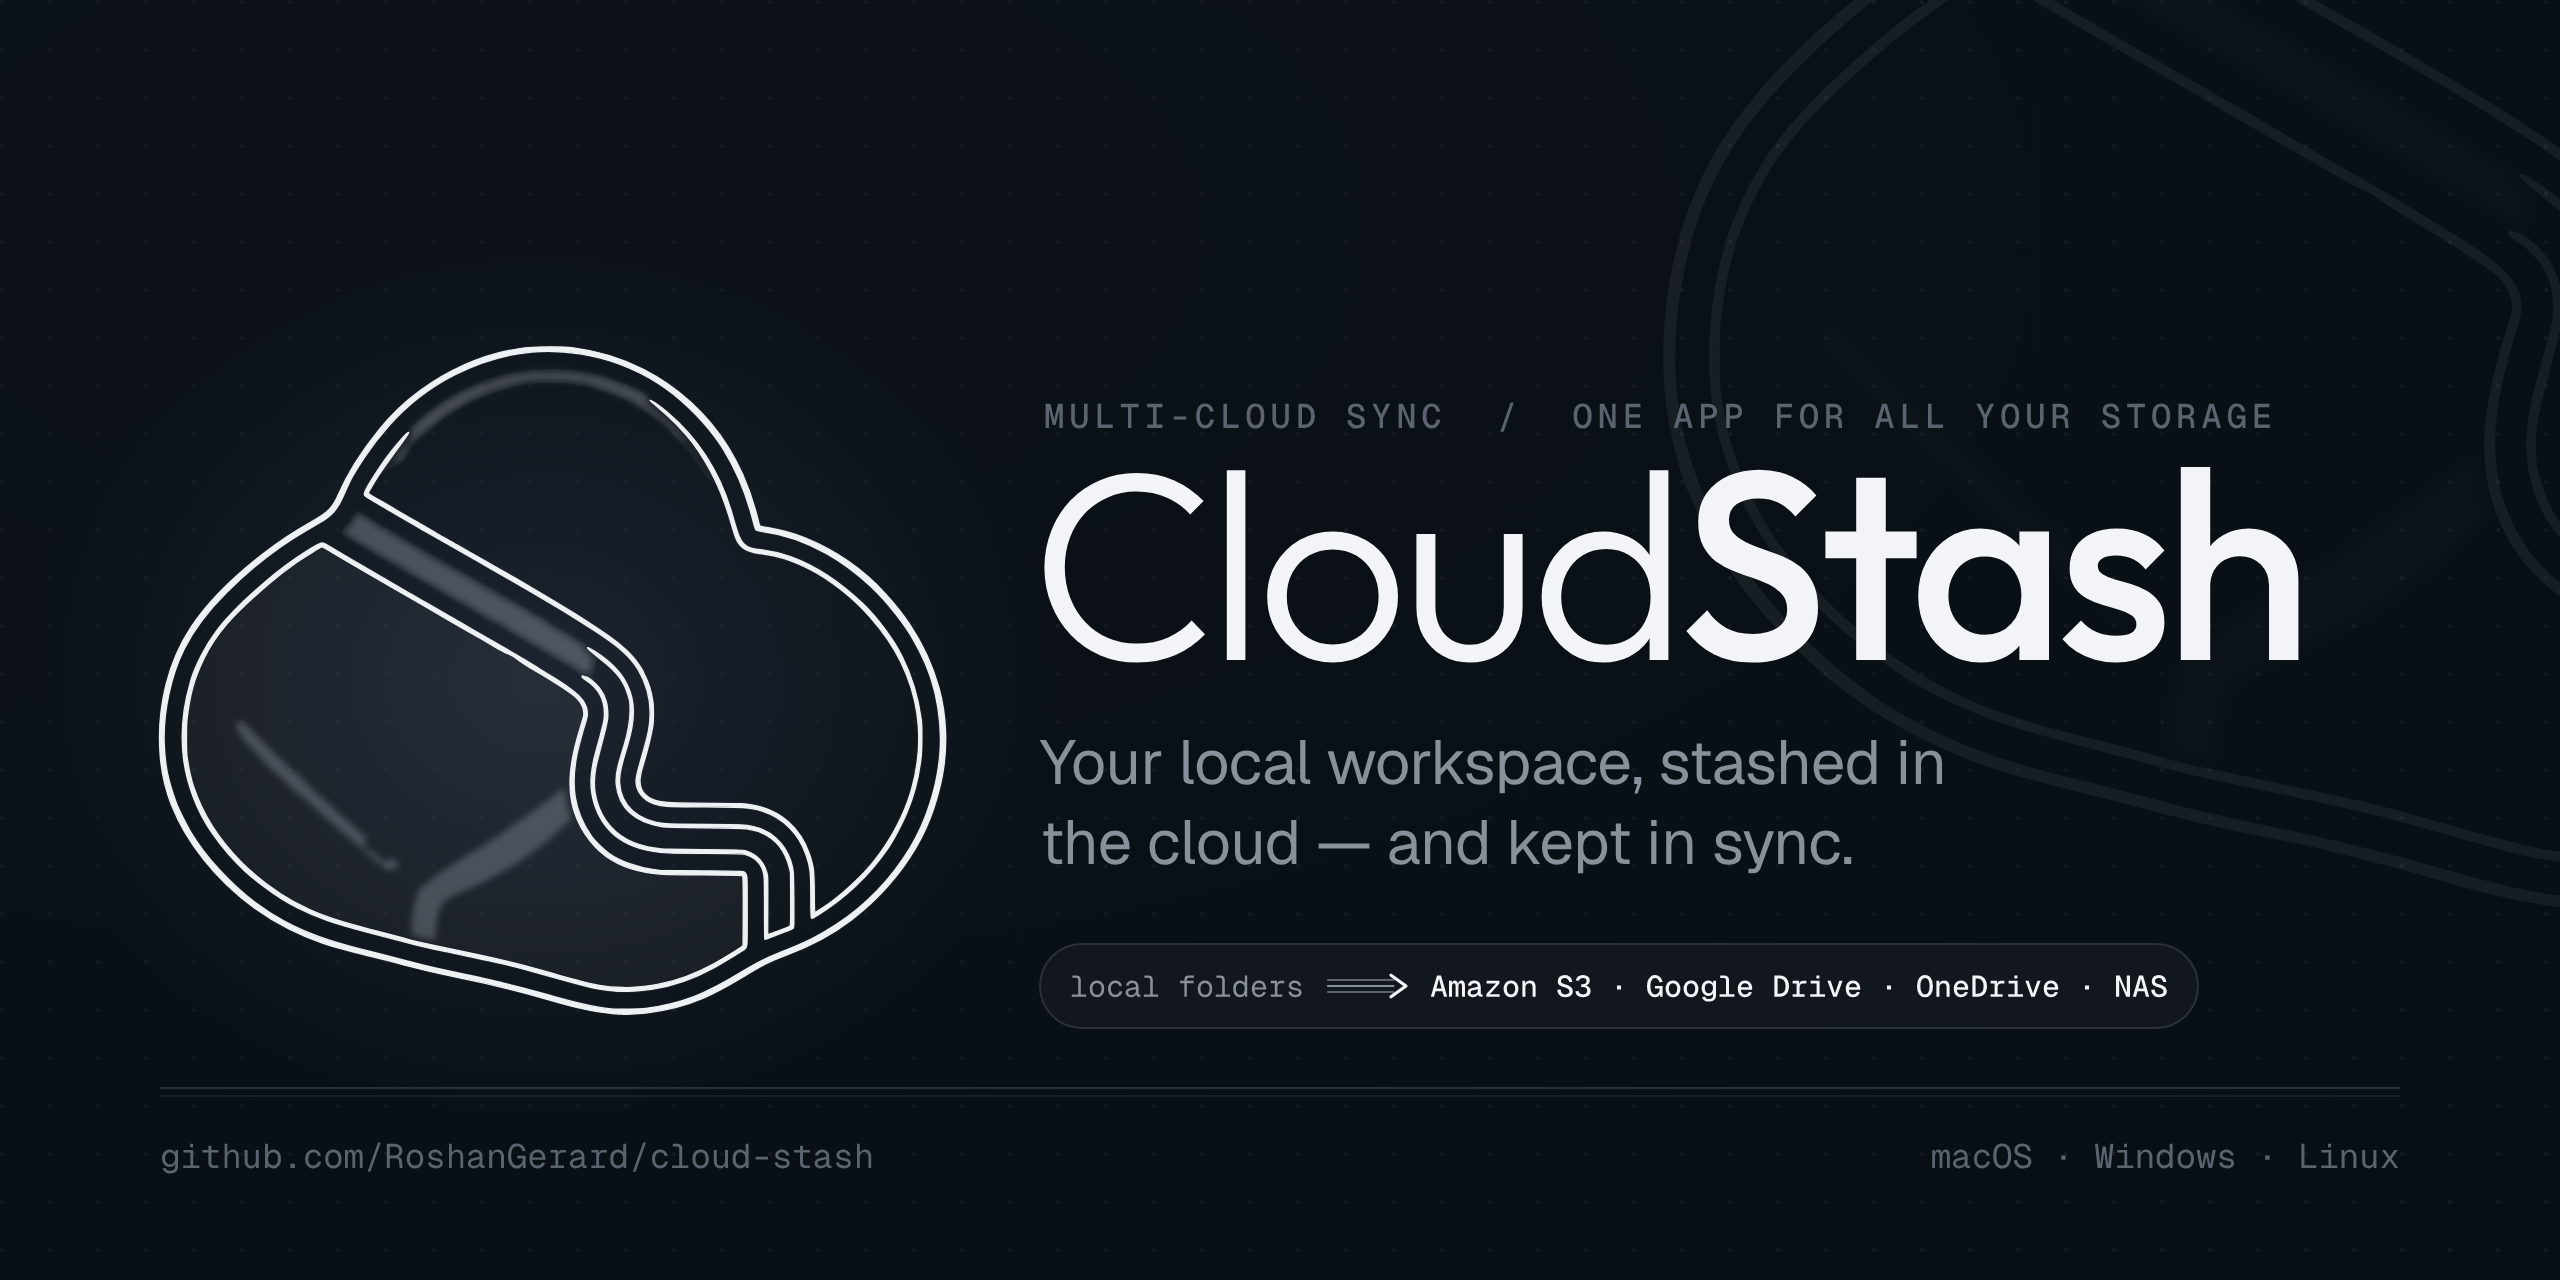 MULTI-CLOUD SYNC / ONE APP FOR ALL YOUR STORAGE
CloudStash
Your local workspace, stashed in
the cloud — and kept in sync.
local folders Amazon S3 · Google Drive · OneDrive · NAS
github.com/RoshanGerard/cloud-stash
macOS · Windows · Linux